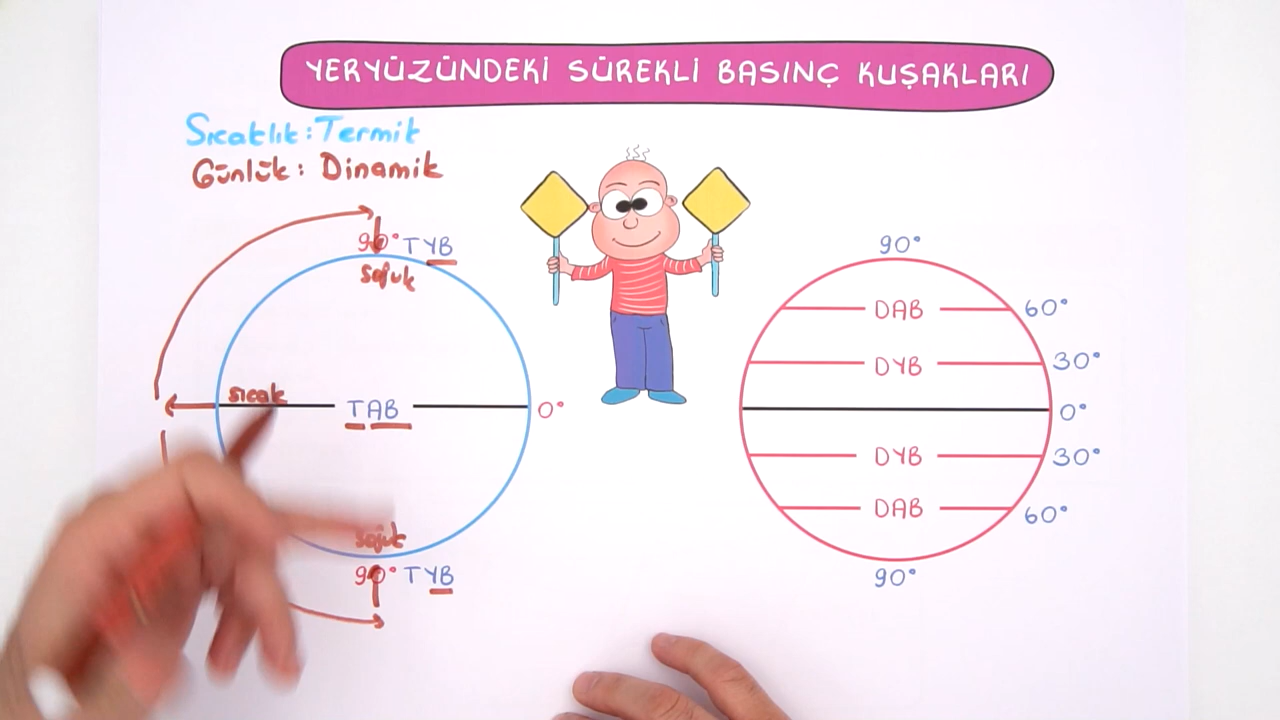 YERYÜZÜNDEKİ SÜREKLİ BASINÇ KUŞAKLARI
Sıcaklık : Termik
Günlük : Dinamik
90° TYB
soğuk
sıcak
TAB
0°
soğuk
90° TYB
90°
DAB
60°
DYB
30°
0°
DYB
30°
DAB
60°
90°